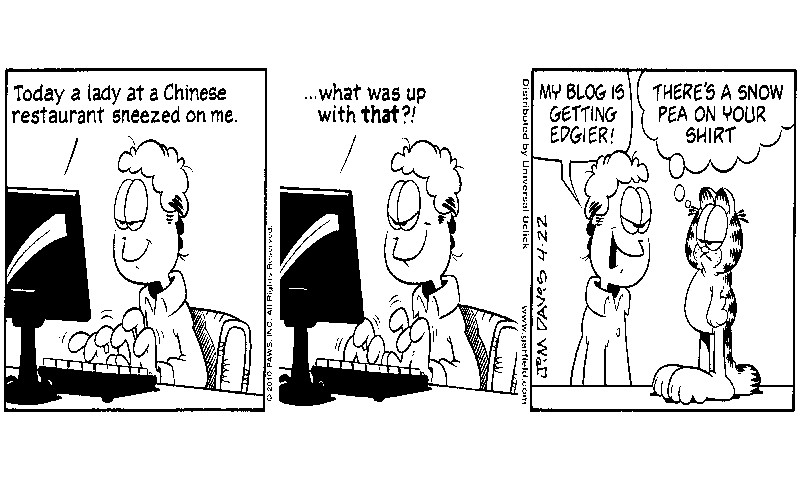 Today a lady at a Chinese
restaurant sneezed on me.
© 2010 PAWS, INC. All Rights Reserved.
...what was up
with that?!
Distributed by Universal Uclick
www.garfield.com
MY BLOG IS
GETTING
EDGIER!
THERE'S A SNOW
PEA ON YOUR
SHIRT
JIM DAVIS 4·22